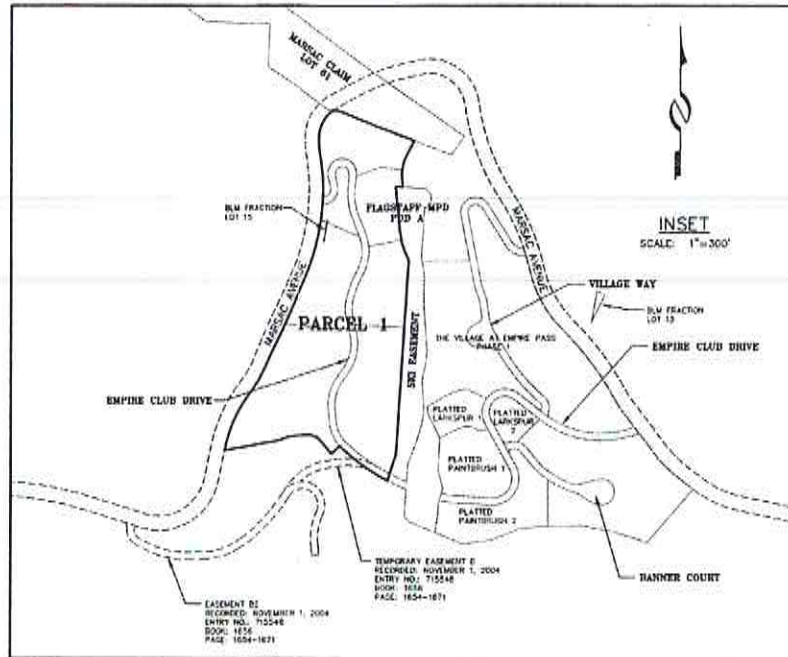 MARSAC CLAIM
LOT 61
BLM FRACTION
LOT 15
FLAGSTAFF MPD
POD A
MARSAC AVENUE
MARSAC AVENUE
INSET
SCALE: 1"=300'
VILLAGE WAY
BLM FRACTION
LOT 13
PARCEL 1
SKI EASEMENT
THE VILLAGE AT EMPIRE PASS
PHASE 1
EMPIRE CLUB DRIVE
EMPIRE CLUB DRIVE
PLATTED
LARKSPUR 1
PLATTED
LARKSPUR
2
PLATTED
PAINTBRUSH 1
PLATTED
PAINTBRUSH 2
BANNER COURT
TEMPORARY EASEMENT
RECORDED: NOVEMBER 1, 2004
ENTRY NO.: 715548
BOOK: 1656
PAGE: 1654-1671
EASEMENT B2
RECORDED: NOVEMBER 1, 2004
ENTRY NO.: 715548
BOOK: 1656
PAGE: 1654-1671